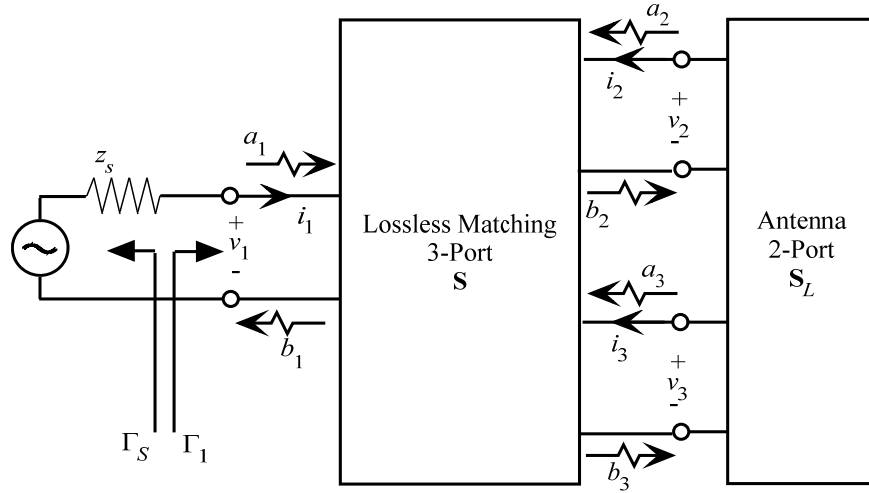 a₂
i₂
+
v₂
-
b₂
z_s
a₁
i₁
+
v₁
-
b₁
Γ_S
Γ₁
Lossless Matching
3-Port
S
a₃
i₃
+
v₃
-
b₃
Antenna
2-Port
S_L